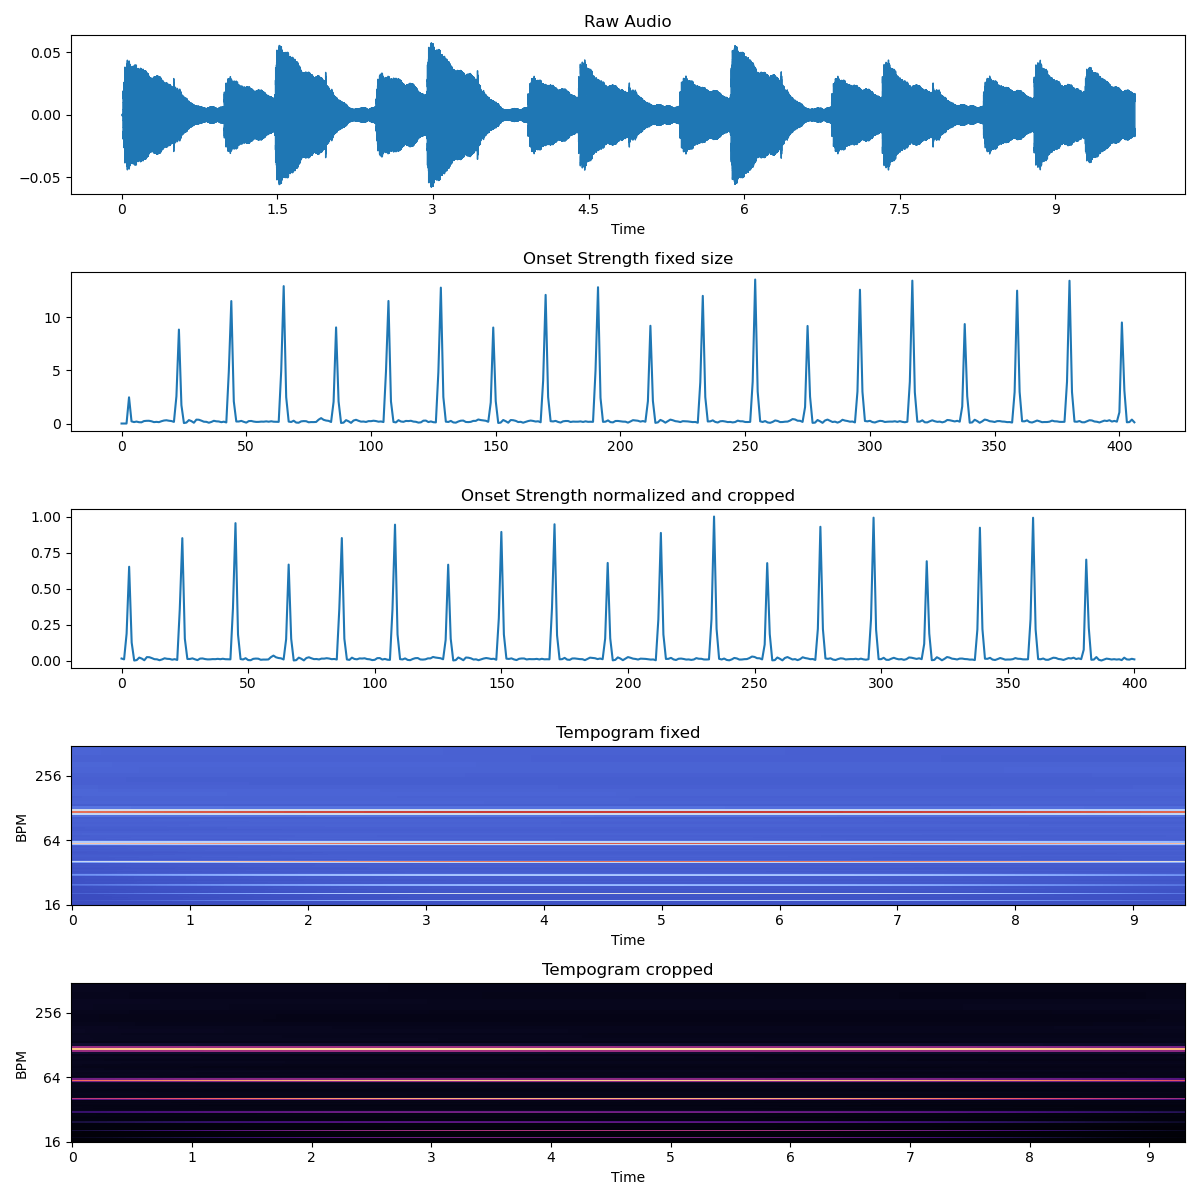 Raw Audio
0.05
0.00
−0.05
0 1.5 3 4.5 6 7.5 9
Time
Onset Strength fixed size
10
5
0
0 50 100 150 200 250 300 350 400
Onset Strength normalized and cropped
1.00
0.75
0.50
0.25
0.00
0 50 100 150 200 250 300 350 400
Tempogram fixed
256
64
16
BPM
0 1 2 3 4 5 6 7 8 9
Time
Tempogram cropped
256
64
16
BPM
0 1 2 3 4 5 6 7 8 9
Time